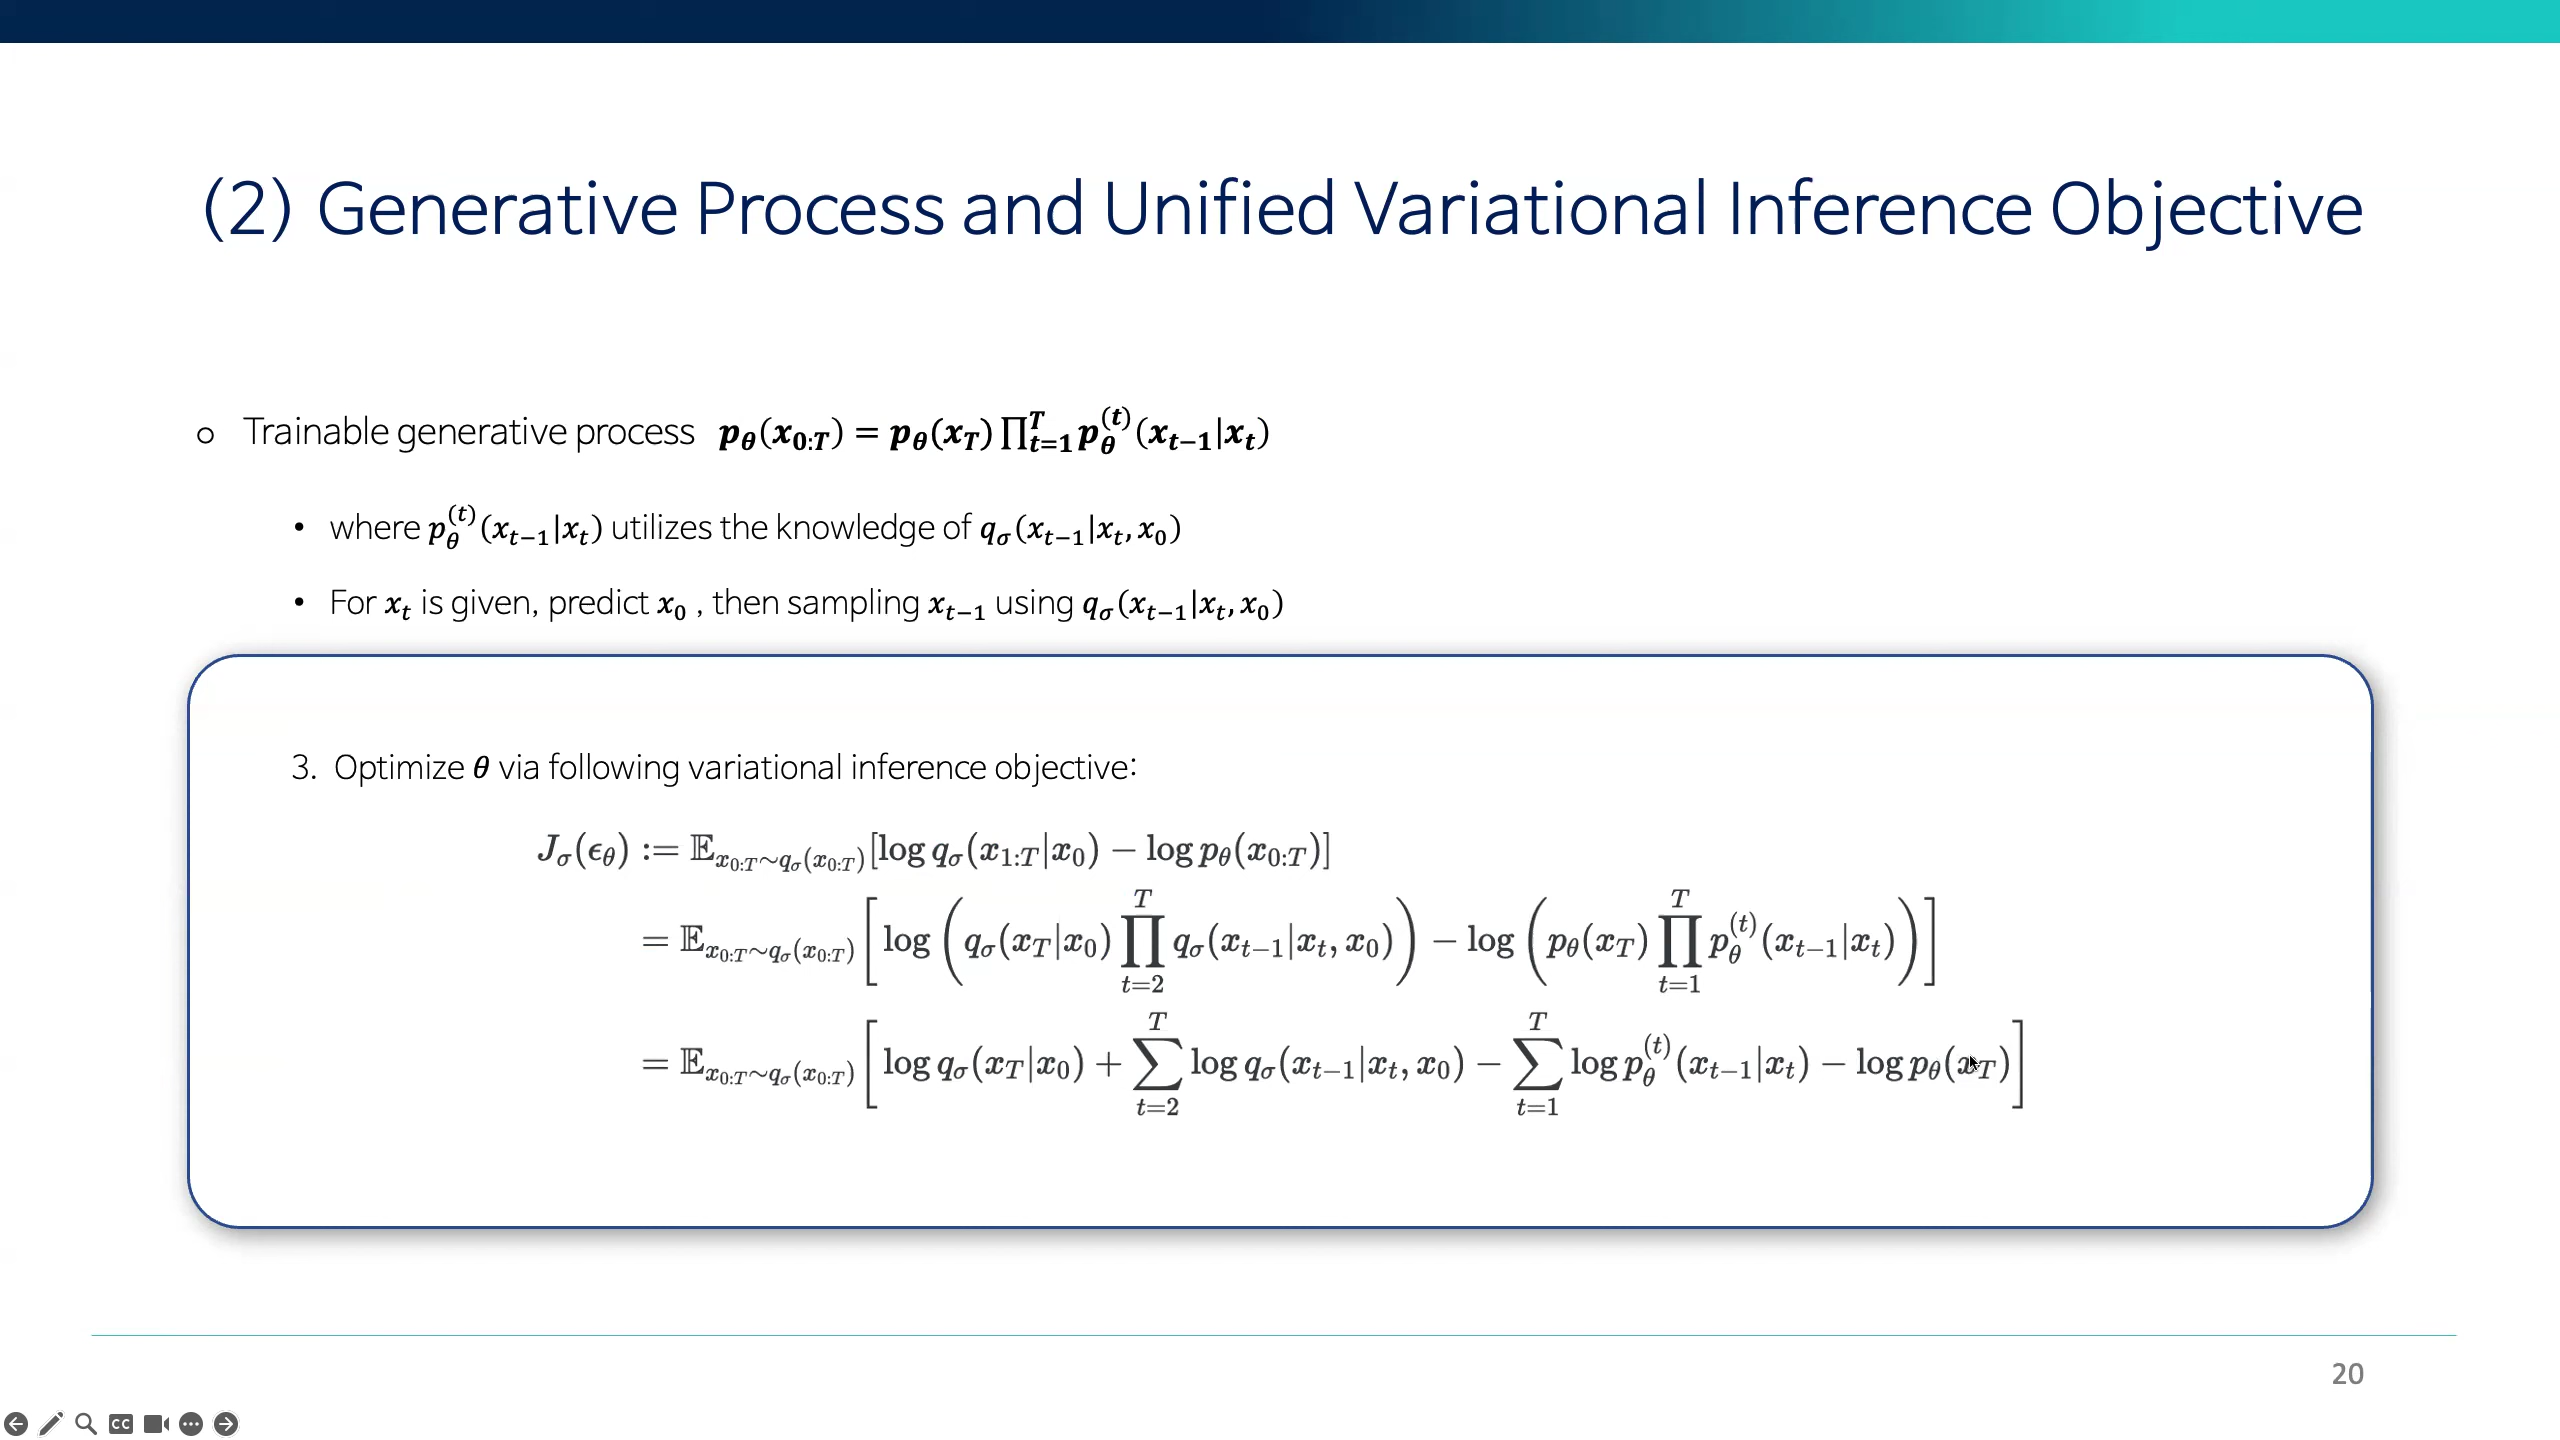 (2) Generative Process and Unified Variational Inference Objective
○ Trainable generative process $p_\theta(x_{0:T}) = p_\theta(x_T) \prod_{t=1}^{T} p_\theta^{(t)}(x_{t-1}|x_t)$
• where $p_\theta^{(t)}(x_{t-1}|x_t)$ utilizes the knowledge of $q_\sigma(x_{t-1}|x_t, x_0)$
• For $x_t$ is given, predict $x_0$ , then sampling $x_{t-1}$ using $q_\sigma(x_{t-1}|x_t, x_0)$
3. Optimize $\theta$ via following variational inference objective:
$J_\sigma(\epsilon_\theta) := \mathbb{E}_{x_{0:T} \sim q_\sigma(x_{0:T})}[\log q_\sigma(x_{1:T}|x_0) - \log p_\theta(x_{0:T})]$
$= \mathbb{E}_{x_{0:T} \sim q_\sigma(x_{0:T})}\left[\log\left(q_\sigma(x_T|x_0) \prod_{t=2}^{T} q_\sigma(x_{t-1}|x_t, x_0)\right) - \log\left(p_\theta(x_T) \prod_{t=1}^{T} p_\theta^{(t)}(x_{t-1}|x_t)\right)\right]$
$= \mathbb{E}_{x_{0:T} \sim q_\sigma(x_{0:T})}\left[\log q_\sigma(x_T|x_0) + \sum_{t=2}^{T} \log q_\sigma(x_{t-1}|x_t, x_0) - \sum_{t=1}^{T} \log p_\theta^{(t)}(x_{t-1}|x_t) - \log p_\theta(x_T)\right]$
20
CC